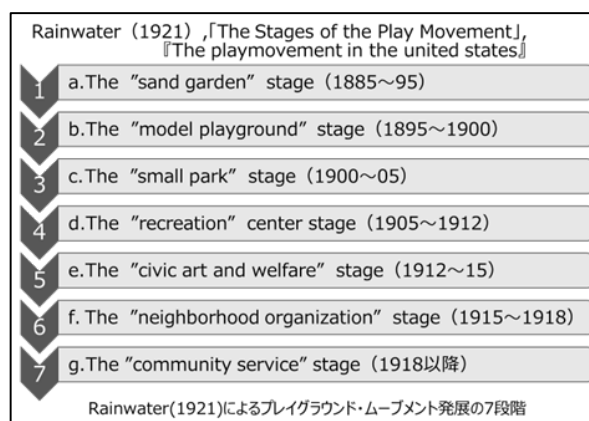 Rainwater（1921）,「The Stages of the Play Movement」,
『The playmovement in the united states』
1 a.The ”sand garden” stage（1885～95）
2 b.The ”model playground” stage（1895～1900）
3 c.The ”small park” stage（1900～05）
4 d.The ”recreation” center stage（1905～1912）
5 e.The ”civic art and welfare” stage（1912～15）
6 f. The ”neighborhood organization” stage（1915～1918）
7 g.The ”community service” stage（1918以降）
Rainwater(1921)によるプレイグラウンド・ムーブメント発展の7段階